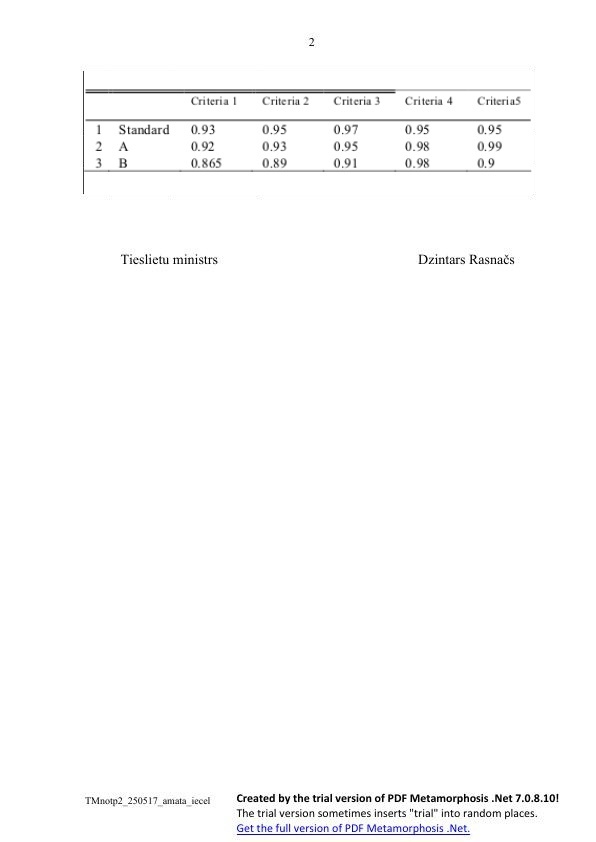 2
Criteria 1 Criteria 2 Criteria 3 Criteria 4 Criteria5
1 Standard 0.93 0.95 0.97 0.95 0.95
2 A 0.92 0.93 0.95 0.98 0.99
3 B 0.865 0.89 0.91 0.98 0.9
Tieslietu ministrs Dzintars Rasnačs
TMnotp2_250517_amata_iecel
Created by the trial version of PDF Metamorphosis .Net 7.0.8.10!
The trial version sometimes inserts "trial" into random places.
Get the full version of PDF Metamorphosis .Net.